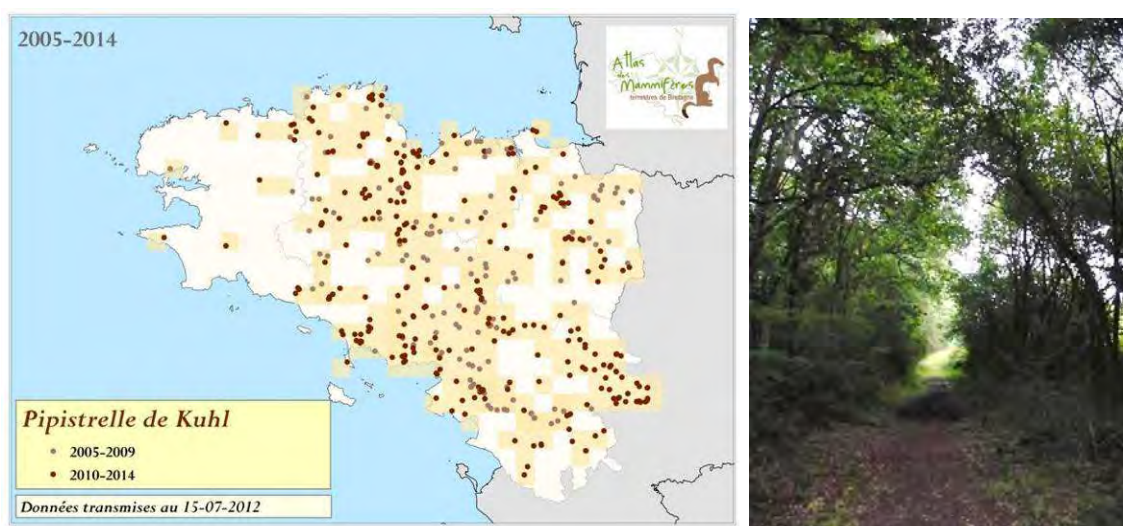 2005-2014
Atlas
des
Mammifères
terrestres de Bretagne
Pipistrelle de Kuhl
2005-2009
2010-2014
Données transmises au 15-07-2012